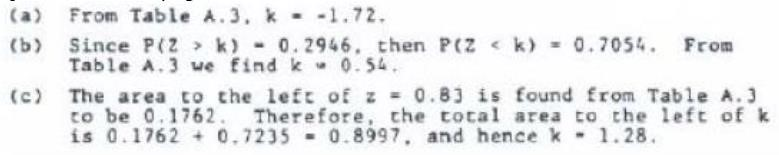 (a) From Table A.3, k = -1.72.
(b) Since P(Z > k) = 0.2946, then P(Z < k) = 0.7054. From
Table A.3 we find k = 0.54.
(c) The area to the left of z = 0.83 is found from Table A.3
to be 0.1762. Therefore, the total area to the left of k
is 0.1762 + 0.7235 = 0.8997, and hence k = 1.28.